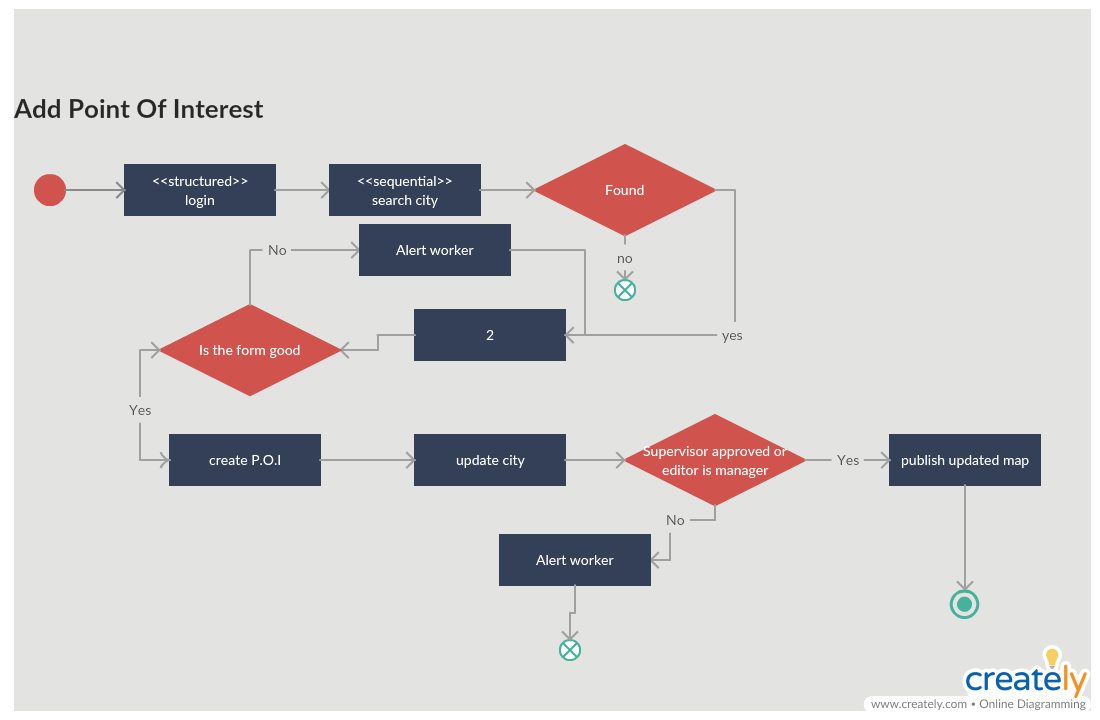 Add Point Of Interest
<<structured>>
login
<<sequential>>
search city
Found
No
Alert worker
no
2
yes
Is the form good
Yes
create P.O.I
update city
Supervisor approved or
editor is manager
Yes
publish updated map
No
Alert worker
creately
www.creately.com • Online Diagramming